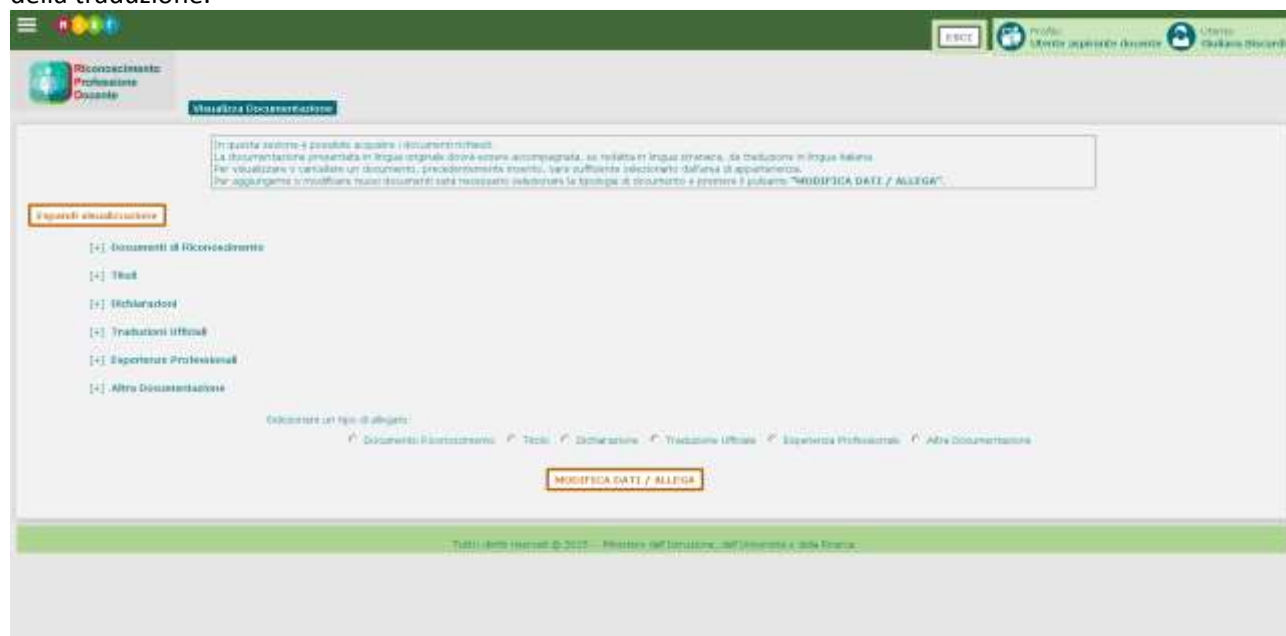 della traduzione.
ESCI
Profilo:
Utente aspirante docente
Utente:
Riconoscimento
Professione
Docente
Visualizza Documentazione
In questa sezione è possibile acquisire i documenti richiesti.
La documentazione presentata in lingua originale dovrà essere accompagnata, se redatta in lingua straniera, da traduzione in lingua italiana.
Per visualizzare o cancellare un documento, precedentemente inserito, sarà sufficiente selezionarlo dall'area di appartenenza.
Per aggiungerne o modificare nuovi documenti sarà necessario selezionare la tipologia di documento e premere il pulsante "MODIFICA DATI / ALLEGA".
Espandi visualizzazione
[+] Documenti di Riconoscimento
[+] Titoli
[+] Dichiarazioni
[+] Traduzioni Ufficiali
[+] Esperienze Professionali
[+] Altra Documentazione
Selezionare un tipo di allegato:
Documento Riconoscimento Titolo Dichiarazione Traduzione Ufficiale Esperienza Professionale Altra Documentazione
MODIFICA DATI / ALLEGA
Tutti i diritti riservati © 2015 - Ministero dell'Istruzione, dell'Università e della Ricerca